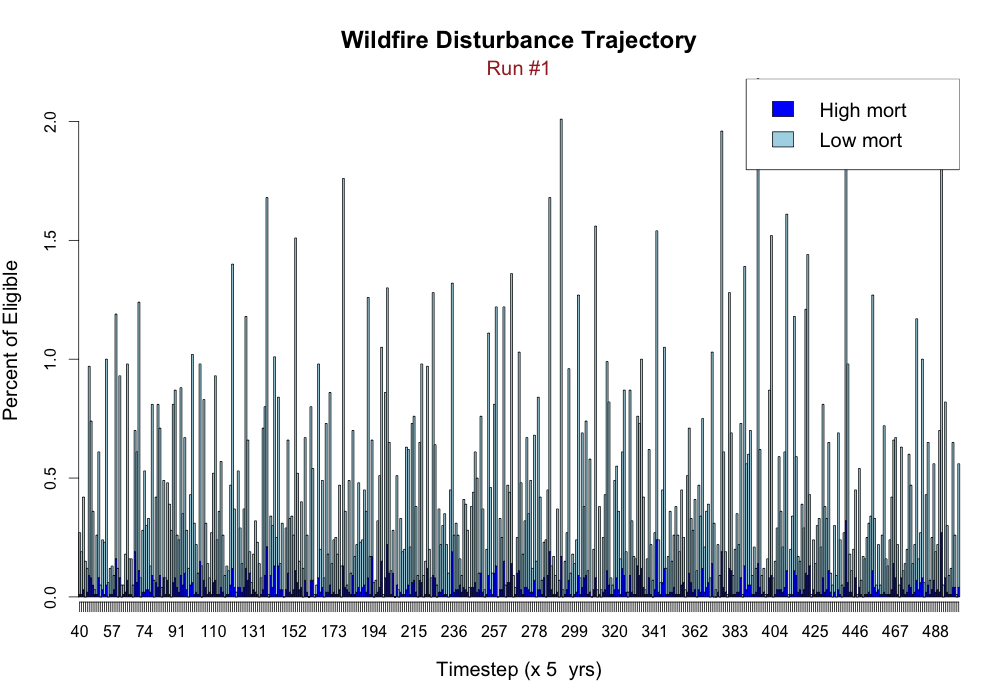 Wildfire Disturbance Trajectory
Run #1
High mort
Low mort
Percent of Eligible
2.0
1.5
1.0
0.5
0.0
40 57 74 91 110 131 152 173 194 215 236 257 278 299 320 341 362 383 404 425 446 467 488
Timestep (x 5  yrs)